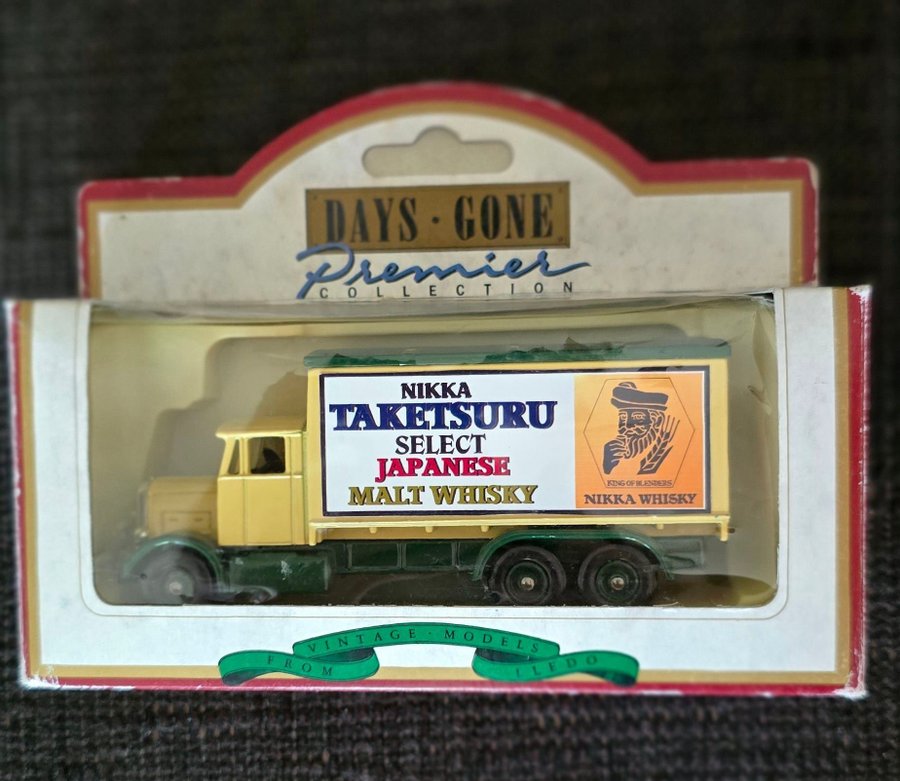 DAYS · GONE
Premier
COLLECTION
NIKKA
TAKETSURU
SELECT
JAPANESE
MALT WHISKY
KING OF BLENDERS
NIKKA WHISKY
VINTAGE · MODELS
FROM LLEDO